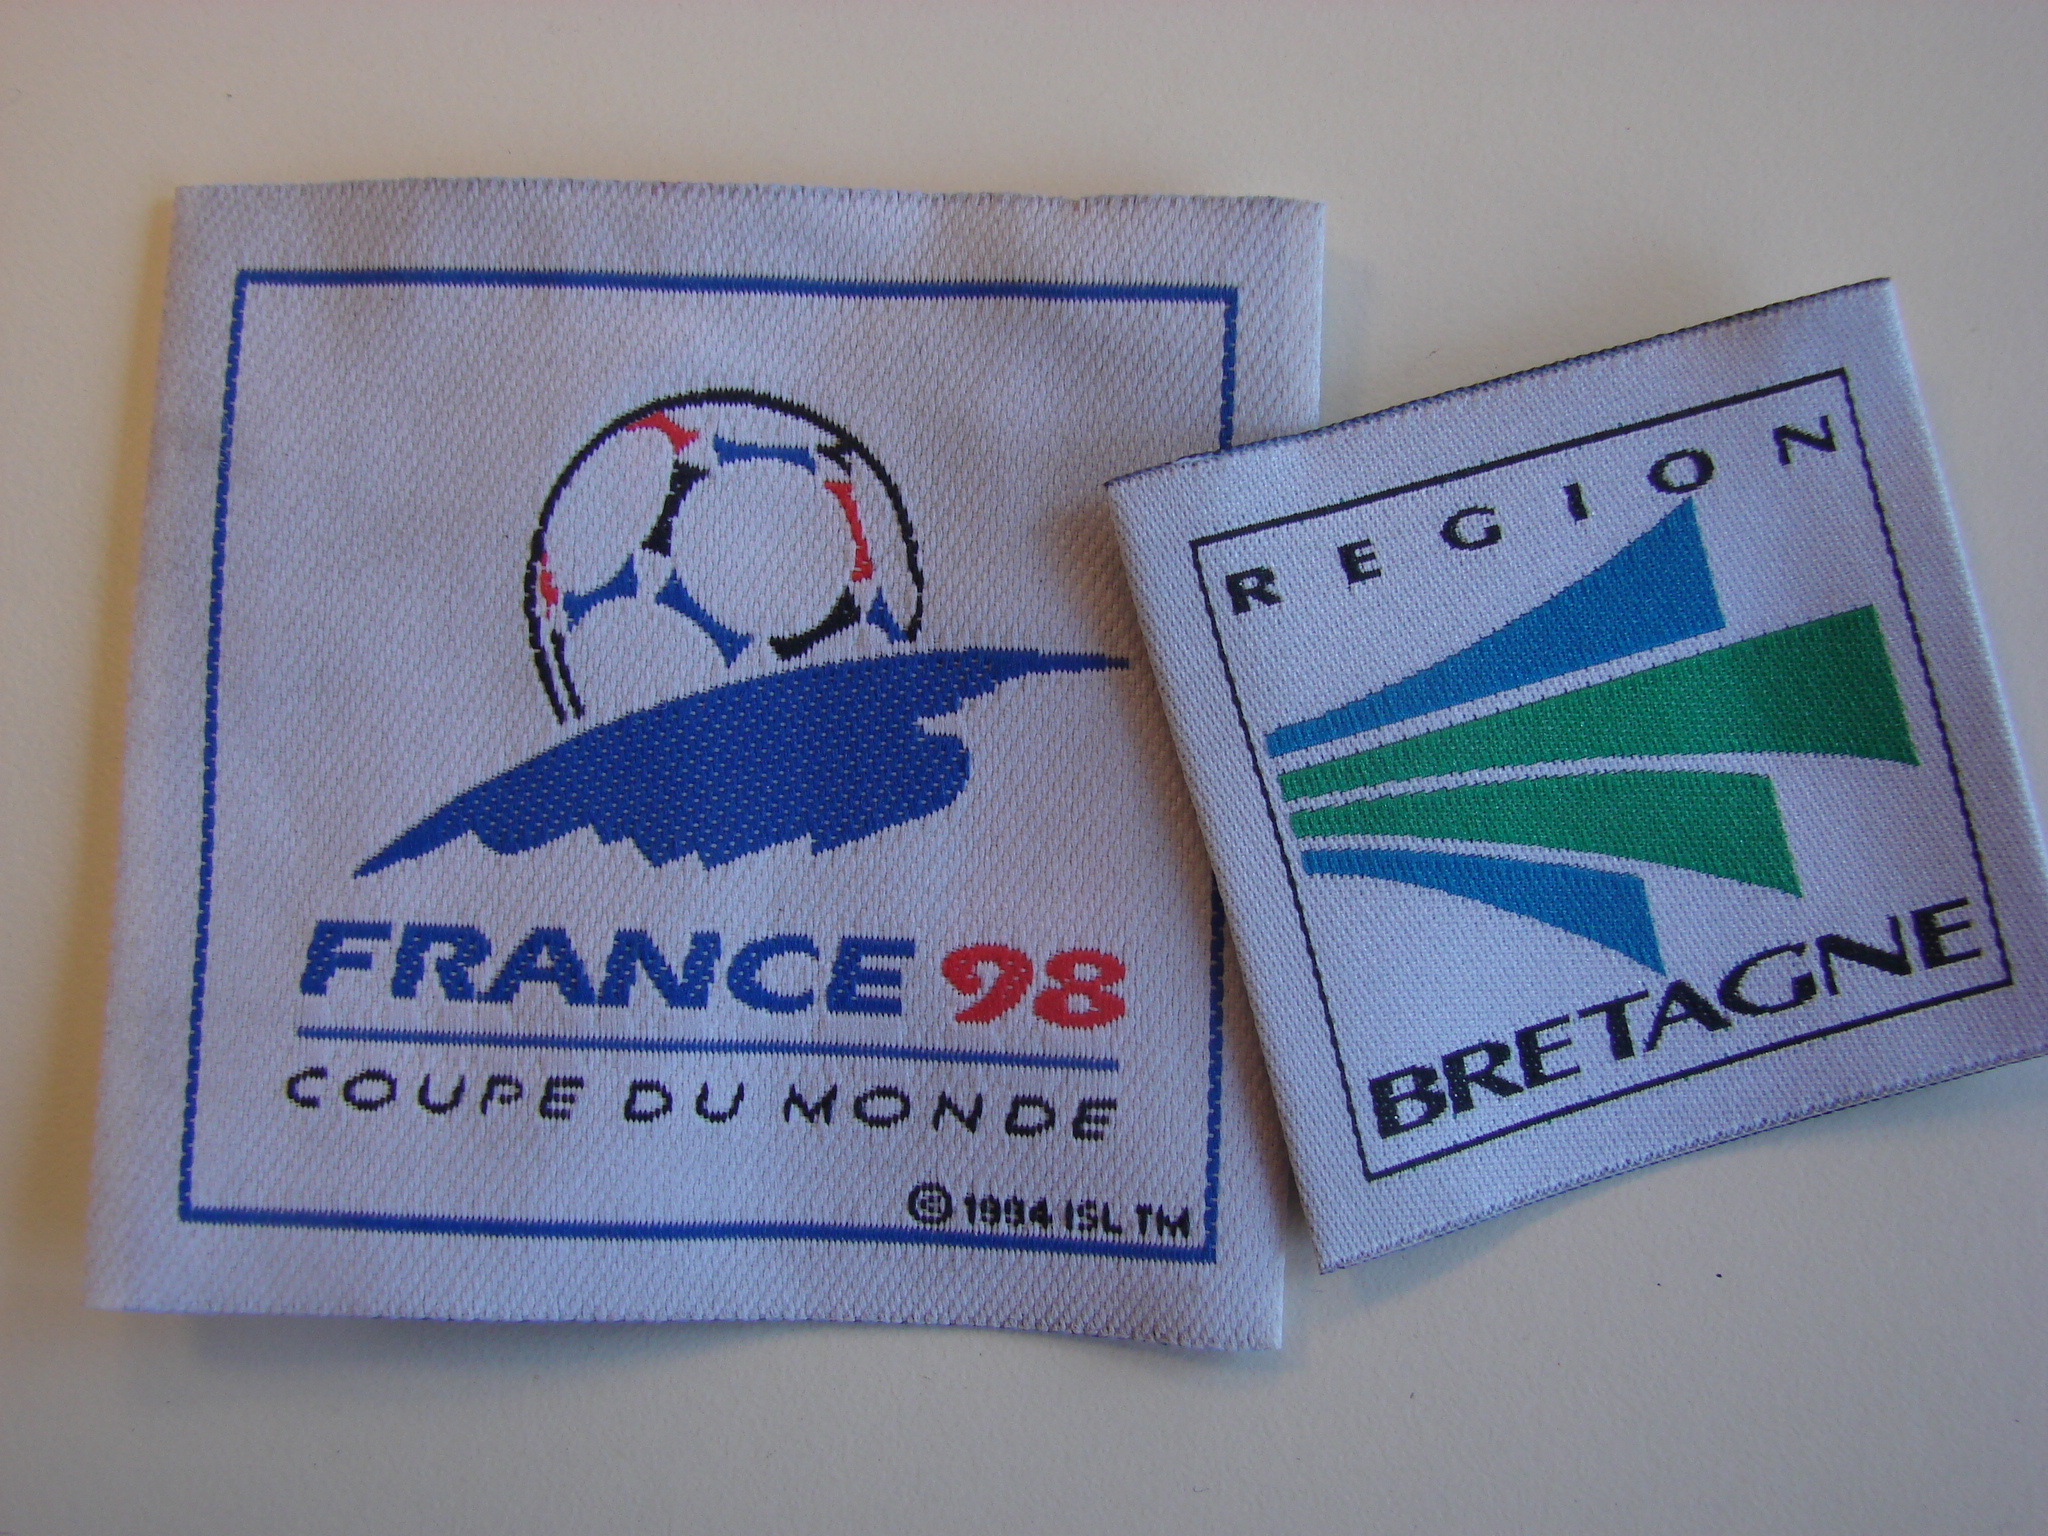 FRANCE 98
COUPE DU MONDE
© 1994 ISL TM
REGION
BRETAGNE